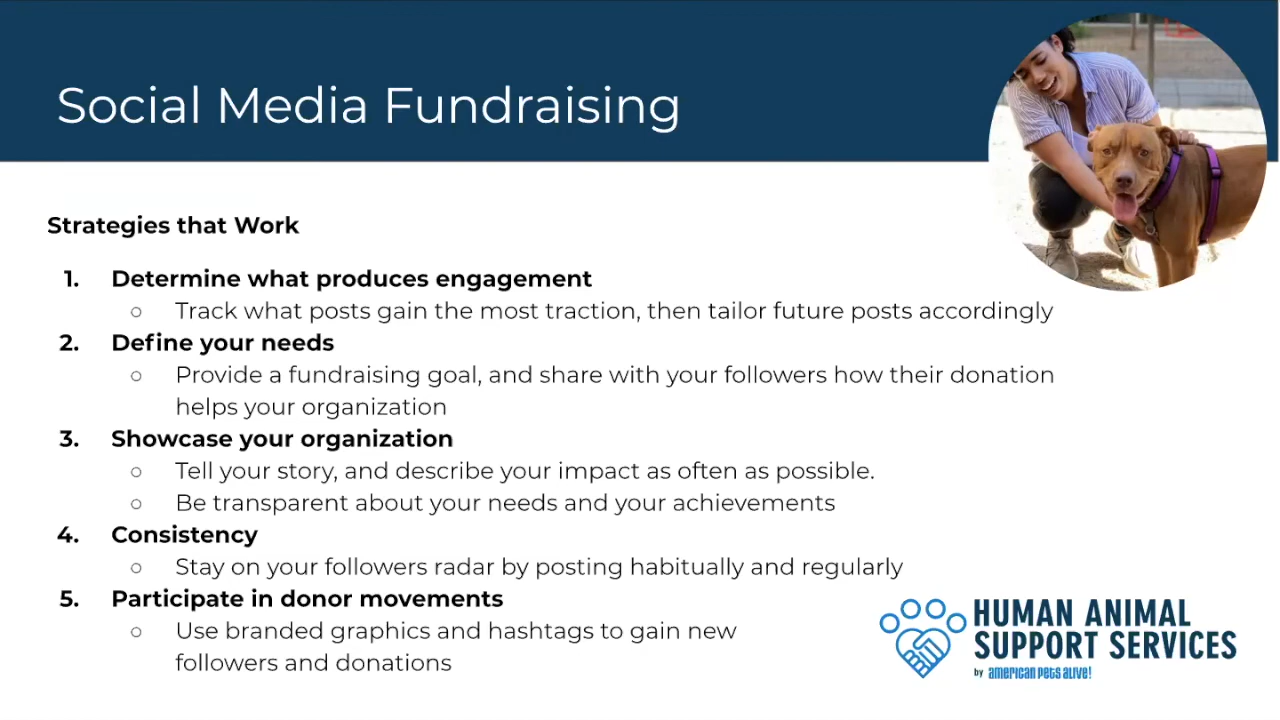 Social Media Fundraising
Strategies that Work
1. Determine what produces engagement
○ Track what posts gain the most traction, then tailor future posts accordingly
2. Define your needs
○ Provide a fundraising goal, and share with your followers how their donation
helps your organization
3. Showcase your organization
○ Tell your story, and describe your impact as often as possible.
○ Be transparent about your needs and your achievements
4. Consistency
○ Stay on your followers radar by posting habitually and regularly
5. Participate in donor movements
○ Use branded graphics and hashtags to gain new
followers and donations
HUMAN ANIMAL
SUPPORT SERVICES
by american pets alive!